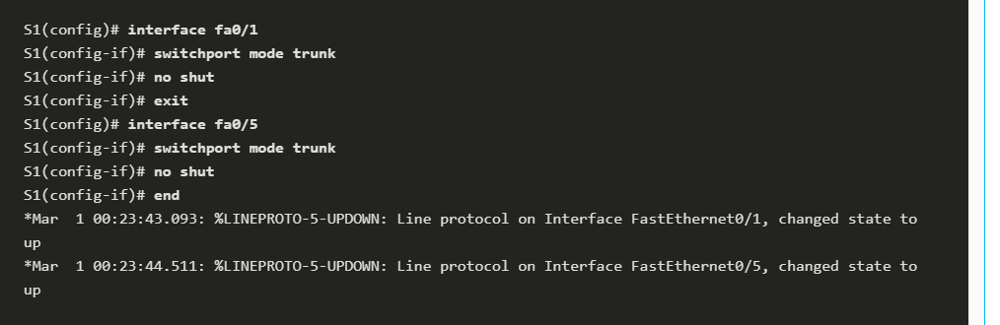 S1(config)# interface fa0/1
S1(config-if)# switchport mode trunk
S1(config-if)# no shut
S1(config-if)# exit
S1(config)# interface fa0/5
S1(config-if)# switchport mode trunk
S1(config-if)# no shut
S1(config-if)# end
*Mar  1 00:23:43.093: %LINEPROTO-5-UPDOWN: Line protocol on Interface FastEthernet0/1, changed state to
up
*Mar  1 00:23:44.511: %LINEPROTO-5-UPDOWN: Line protocol on Interface FastEthernet0/5, changed state to
up